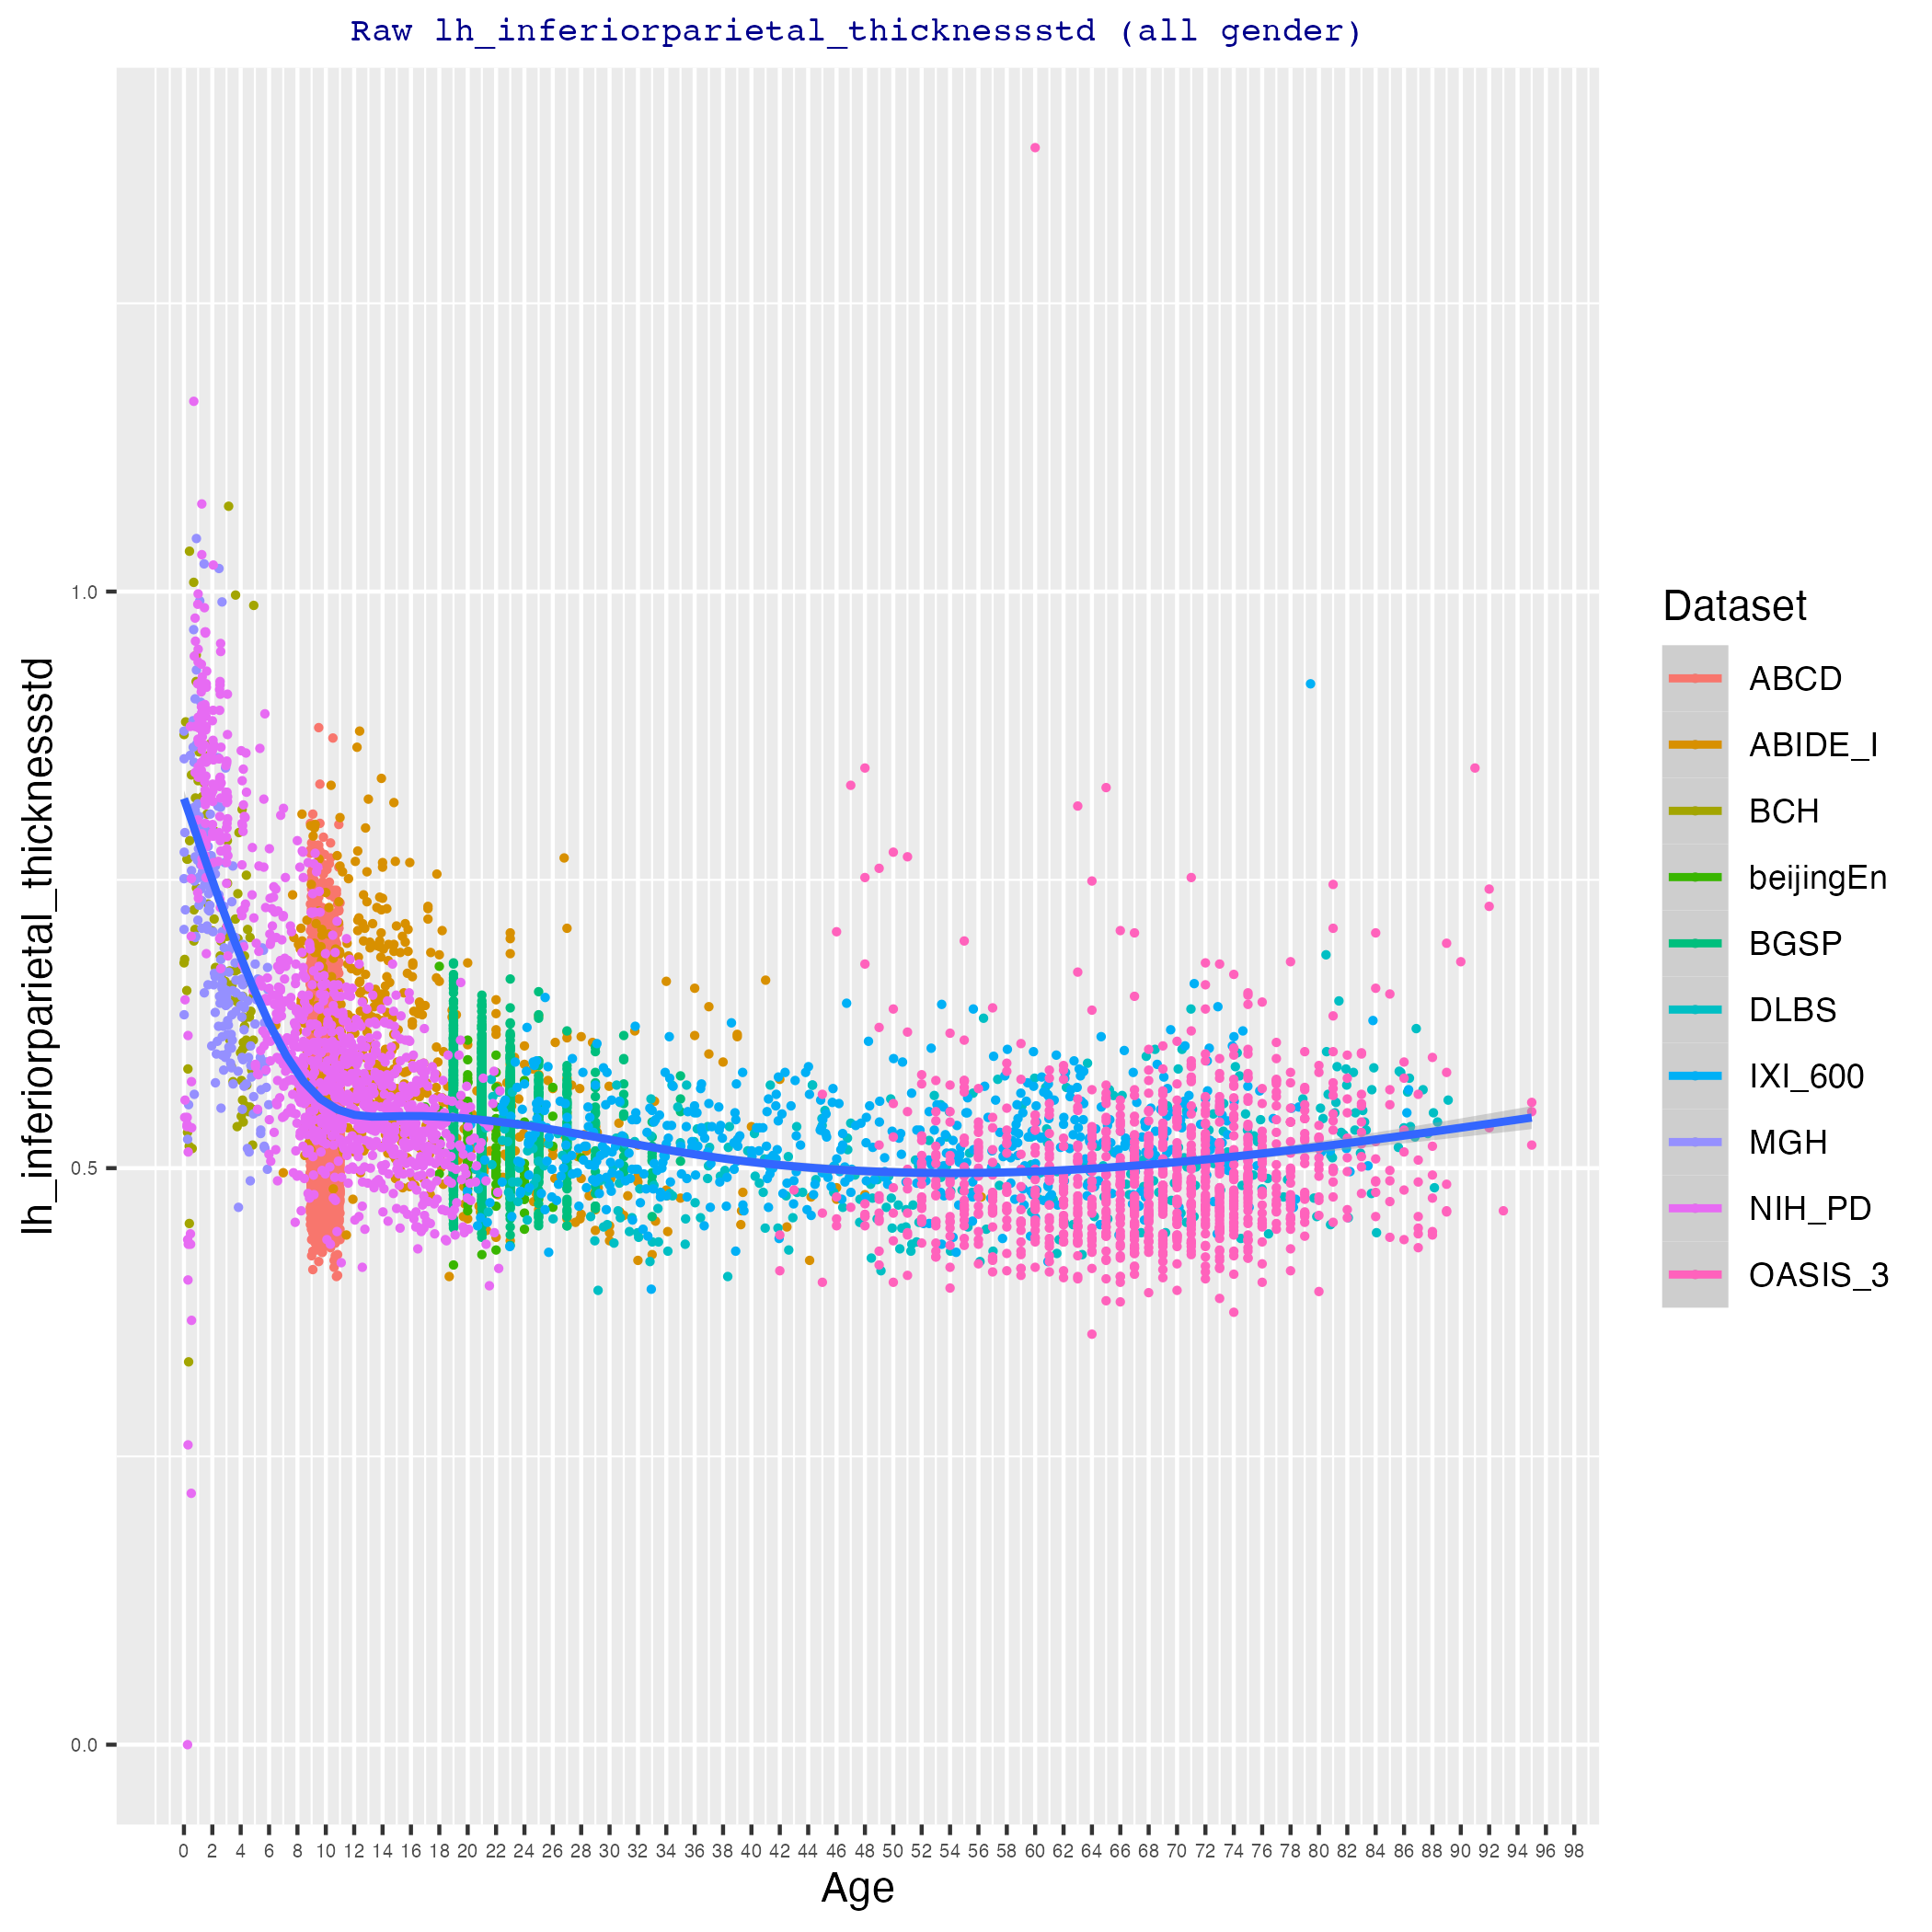 Raw lh_inferiorparietal_thicknessstd (all gender)
lh_inferiorparietal_thicknessstd
1.0
0.5
0.0
0 2 4 6 8 10 12 14 16 18 20 22 24 26 28 30 32 34 36 38 40 42 44 46 48 50 52 54 56 58 60 62 64 66 68 70 72 74 76 78 80 82 84 86 88 90 92 94 96 98
Age
Dataset
ABCD
ABIDE_I
BCH
beijingEn
BGSP
DLBS
IXI_600
MGH
NIH_PD
OASIS_3